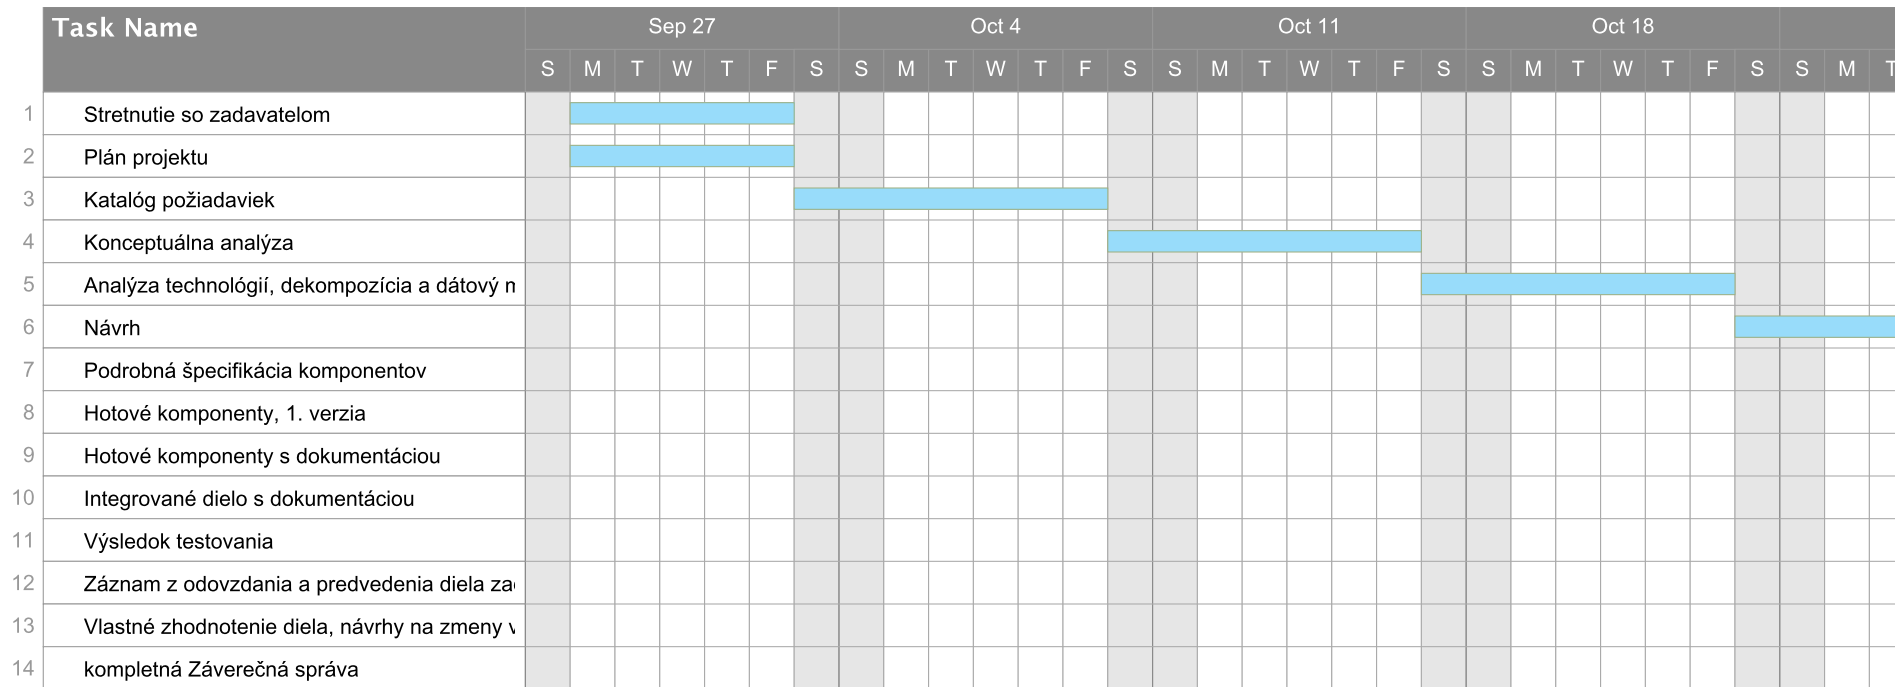 Task Name Sep 27 Oct 4 Oct 11 Oct 18
S M T W T F S S M T W T F S S M T W T F S S M T W T F S S M T
1 Stretnutie so zadavatelom
2 Plán projektu
3 Katalóg požiadaviek
4 Konceptuálna analýza
5 Analýza technológií, dekompozícia a dátový
6 Návrh
7 Podrobná špecifikácia komponentov
8 Hotové komponenty, 1. verzia
9 Hotové komponenty s dokumentáciou
10 Integrované dielo s dokumentáciou
11 Výsledok testovania
12 Záznam z odovzdania a predvedenia diela
13 Vlastné zhodnotenie diela, návrhy na zmeny
14 kompletná Záverečná správa